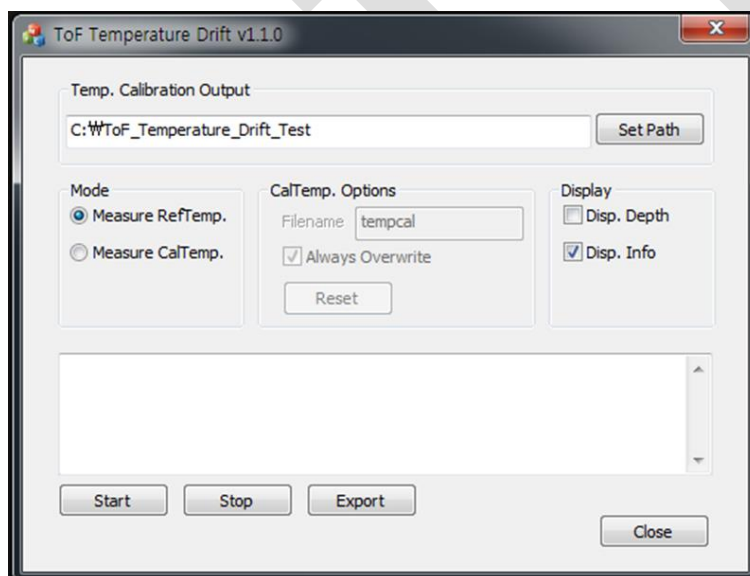 ToF Temperature Drift v1.1.0
Temp. Calibration Output
C:₩ToF_Temperature_Drift_Test
Set Path
Mode
Measure RefTemp.
Measure CalTemp.
CalTemp. Options
Filename tempcal
Always Overwrite
Reset
Display
Disp. Depth
Disp. Info
Start Stop Export
Close